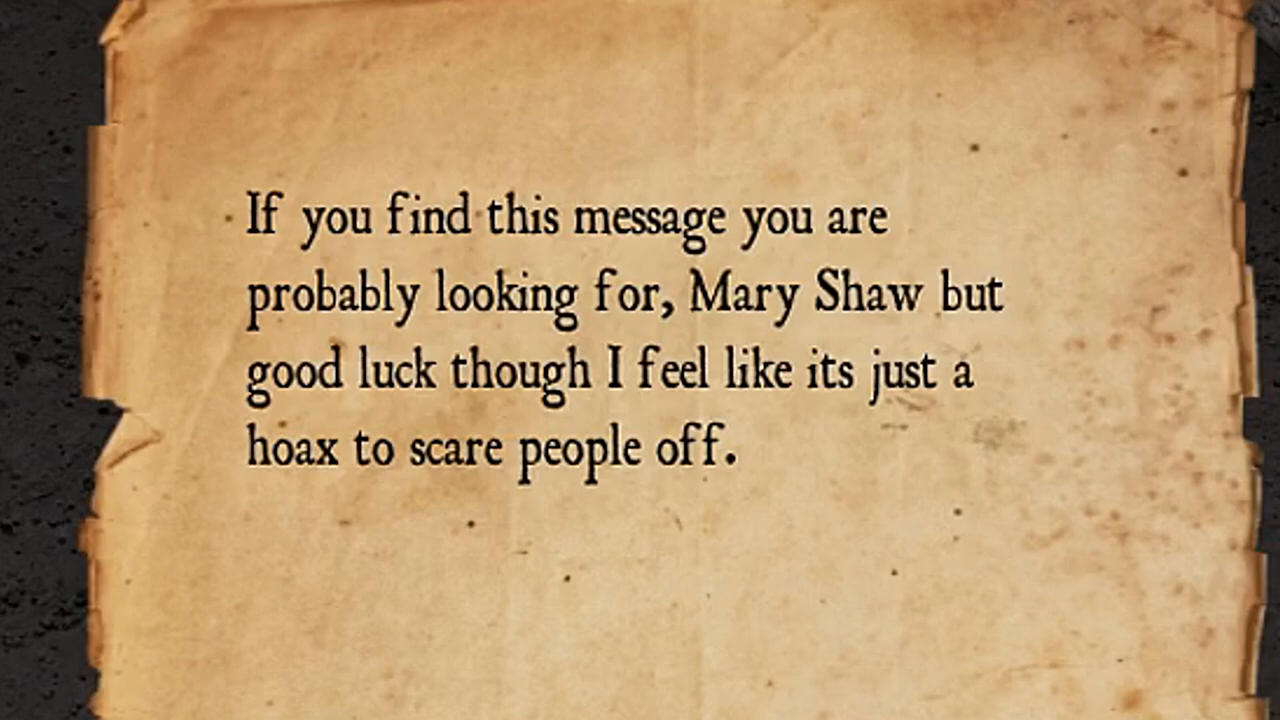 If you find this message you are
probably looking for, Mary Shaw but
good luck though I feel like its just a
hoax to scare people off.